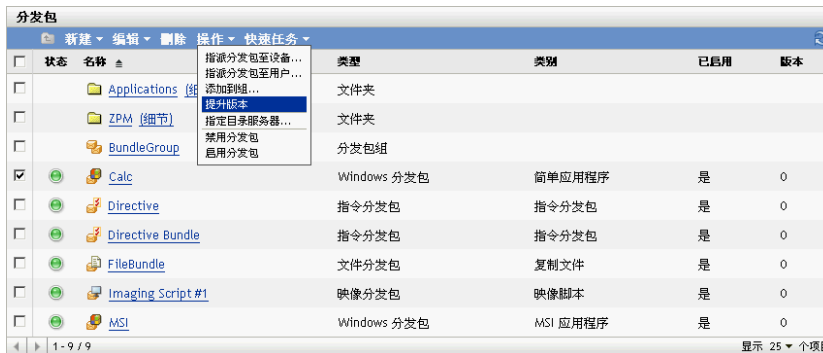 分发包
新建 编辑 删除 操作 快速任务
状态 名称 类型 类别 已启用 版本
指派分发包至设备...
指派分发包至用户...
添加到组...
提升版本
指定目录服务器...
禁用分发包
启用分发包
Applications 文件夹
ZPM (细节) 文件夹
BundleGroup 分发包组
Calc Windows 分发包 简单应用程序 是 0
Directive 指令分发包 指令分发包 是 0
Directive Bundle 指令分发包 指令分发包 是 0
FileBundle 文件分发包 复制文件 是 0
Imaging Script #1 映像分发包 映像脚本 是 0
MSI Windows 分发包 MSI 应用程序 是 0
1 - 9 / 9 显示 25 个项